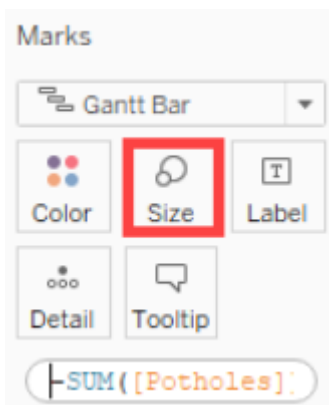 Marks
Gantt Bar
Color Size Label
Detail Tooltip
-SUM([Potholes])